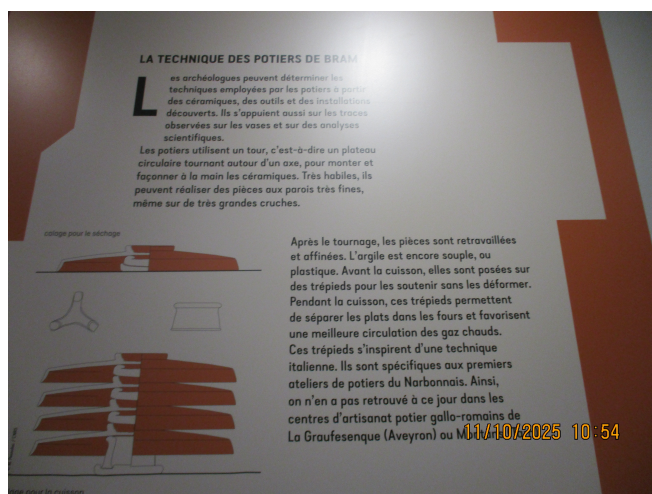 LA TECHNIQUE DES POTIERS DE BRAM
Les archéologues peuvent déterminer les
techniques employées par les potiers à partir
des céramiques, des outils et des installations
découverts. Ils s'appuient aussi sur les traces
observées sur les vases et sur des analyses
scientifiques.
Les potiers utilisent un tour, c'est-à-dire un plateau
circulaire tournant autour d'un axe, pour monter et
façonner à la main les céramiques. Très habiles, ils
peuvent réaliser des pièces aux parois très fines,
même sur de très grandes cruches.
calage pour le séchage
Après le tournage, les pièces sont retravaillées
et affinées. L'argile est encore souple, ou
plastique. Avant la cuisson, elles sont posées sur
des trépieds pour les soutenir sans les déformer.
Pendant la cuisson, ces trépieds permettent
de séparer les plats dans les fours et favorisent
une meilleure circulation des gaz chauds.
Ces trépieds s'inspirent d'une technique
italienne. Ils sont spécifiques aux premiers
ateliers de potiers du Narbonnais. Ainsi,
on n'en a pas retrouvé à ce jour dans les
centres d'artisanat potier gallo-romains de
La Graufesenque (Aveyron) ou
11/10/2025 10:54
pour la cuisson